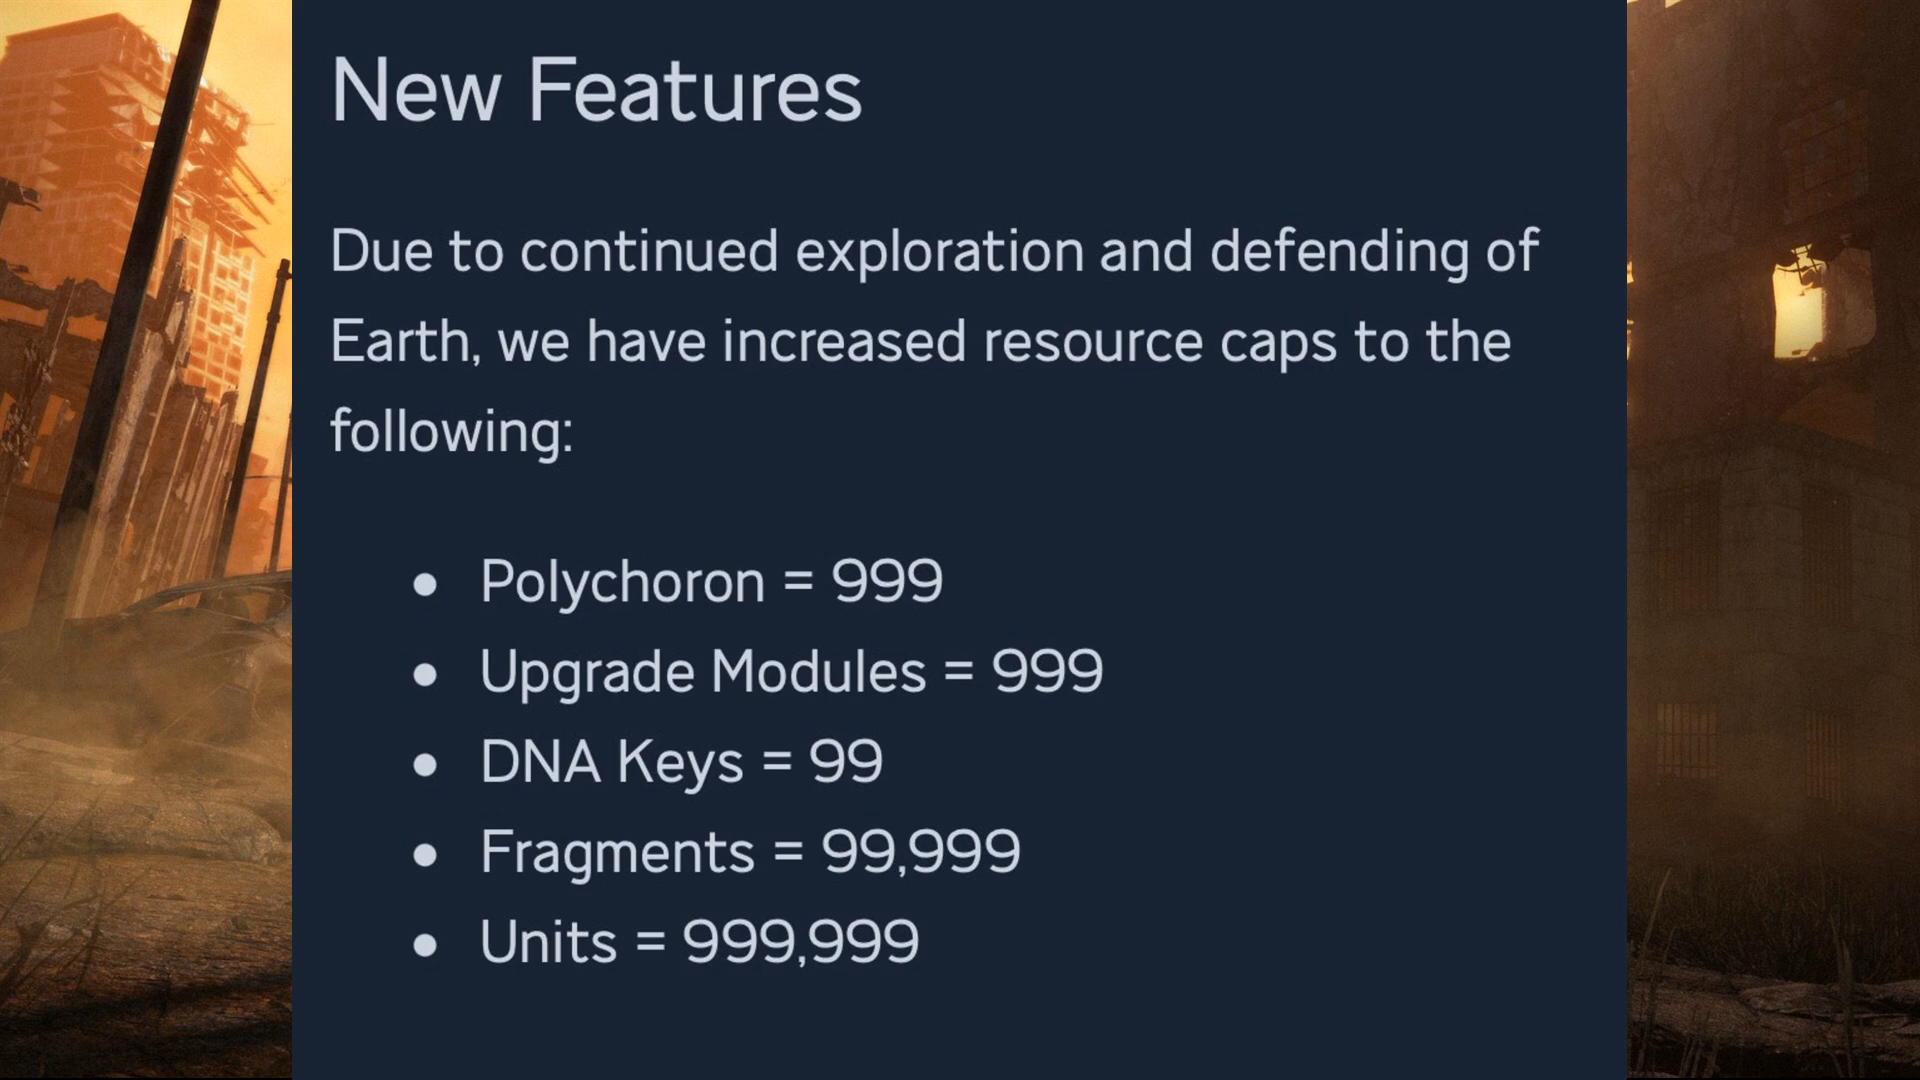 New Features
Due to continued exploration and defending of
Earth, we have increased resource caps to the
following:
● Polychoron = 999
● Upgrade Modules = 999
● DNA Keys = 99
● Fragments = 99,999
● Units = 999,999